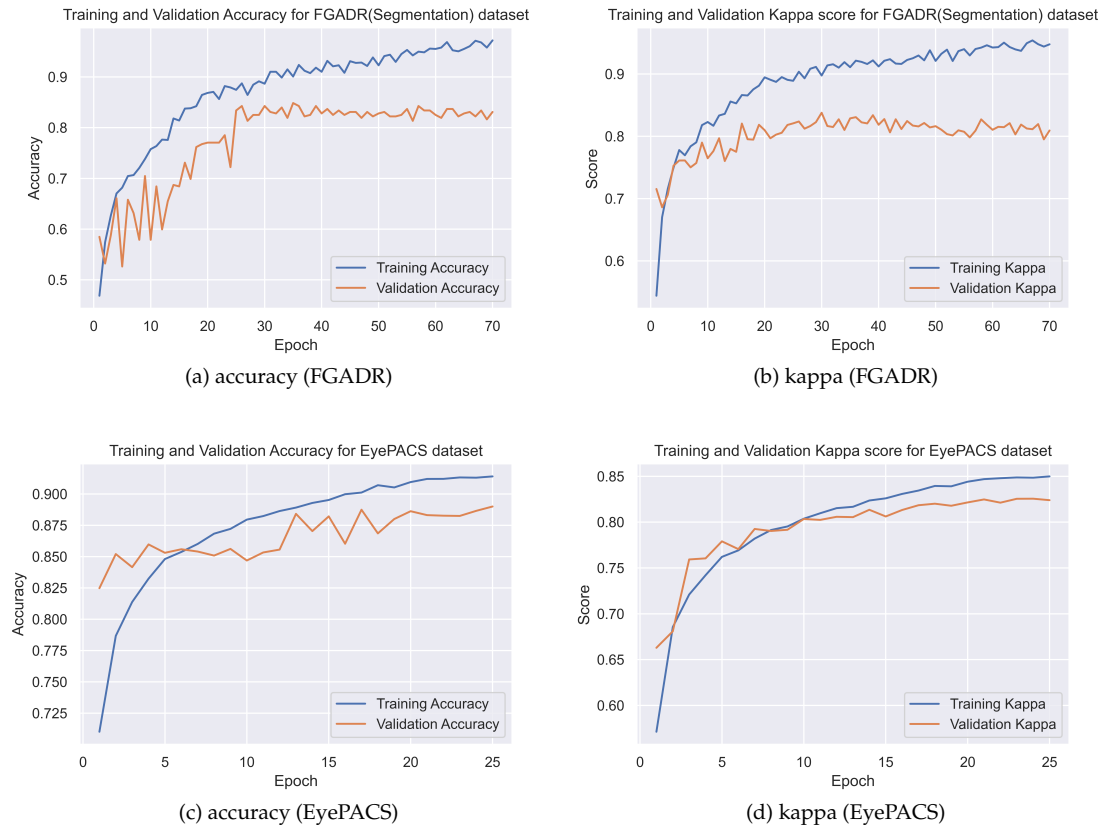 Training and Validation Accuracy for FGADR(Segmentation) dataset
Accuracy
0.9
0.8
0.7
0.6
0.5
Training Accuracy
Validation Accuracy
0 10 20 30 40 50 60 70
Epoch
(a) accuracy (FGADR)
Training and Validation Kappa score for FGADR(Segmentation) dataset
Score
0.9
0.8
0.7
0.6
Training Kappa
Validation Kappa
0 10 20 30 40 50 60 70
Epoch
(b) kappa (FGADR)
Training and Validation Accuracy for EyePACS dataset
Accuracy
0.900
0.875
0.850
0.825
0.800
0.775
0.750
0.725
Training Accuracy
Validation Accuracy
0 5 10 15 20 25
Epoch
(c) accuracy (EyePACS)
Training and Validation Kappa score for EyePACS dataset
Score
0.85
0.80
0.75
0.70
0.65
0.60
Training Kappa
Validation Kappa
0 5 10 15 20 25
Epoch
(d) kappa (EyePACS)